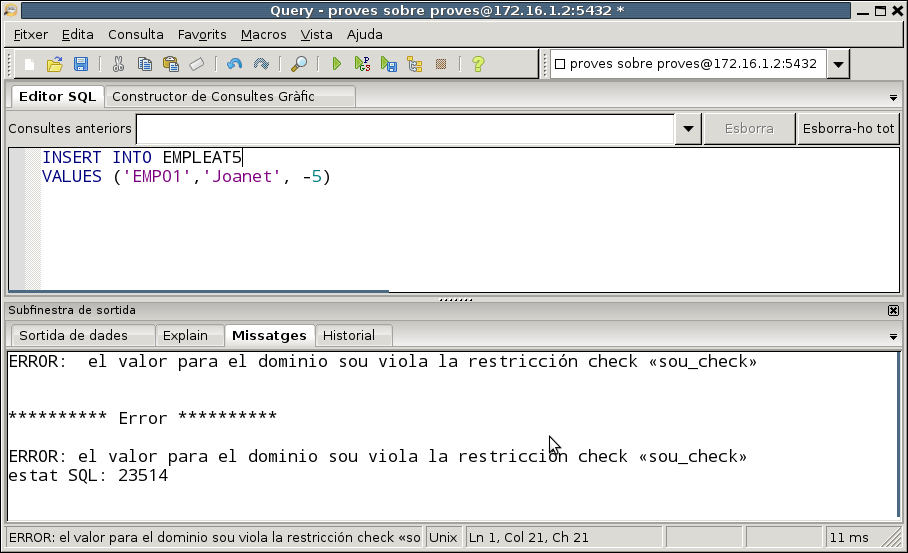 Query - proves sobre proves@172.16.1.2:5432 *
Fitxer Edita Consulta Favorits Macros Vista Ajuda
proves sobre proves@172.16.1.2:5432
Editor SQL Constructor de Consultes Gràfic
Consultes anteriors Esborra Esborra-ho tot
INSERT INTO EMPLEAT5
VALUES ('EMP01','Joanet', -5)
Subfinestra de sortida
Sortida de dades Explain Missatges Historial
ERROR:  el valor para el dominio sou viola la restricción check «sou_check»
********** Error **********
ERROR: el valor para el dominio sou viola la restricción check «sou_check»
estat SQL: 23514
ERROR: el valor para el dominio sou viola la restricción check «so Unix Ln 1, Col 21, Ch 21 11 ms